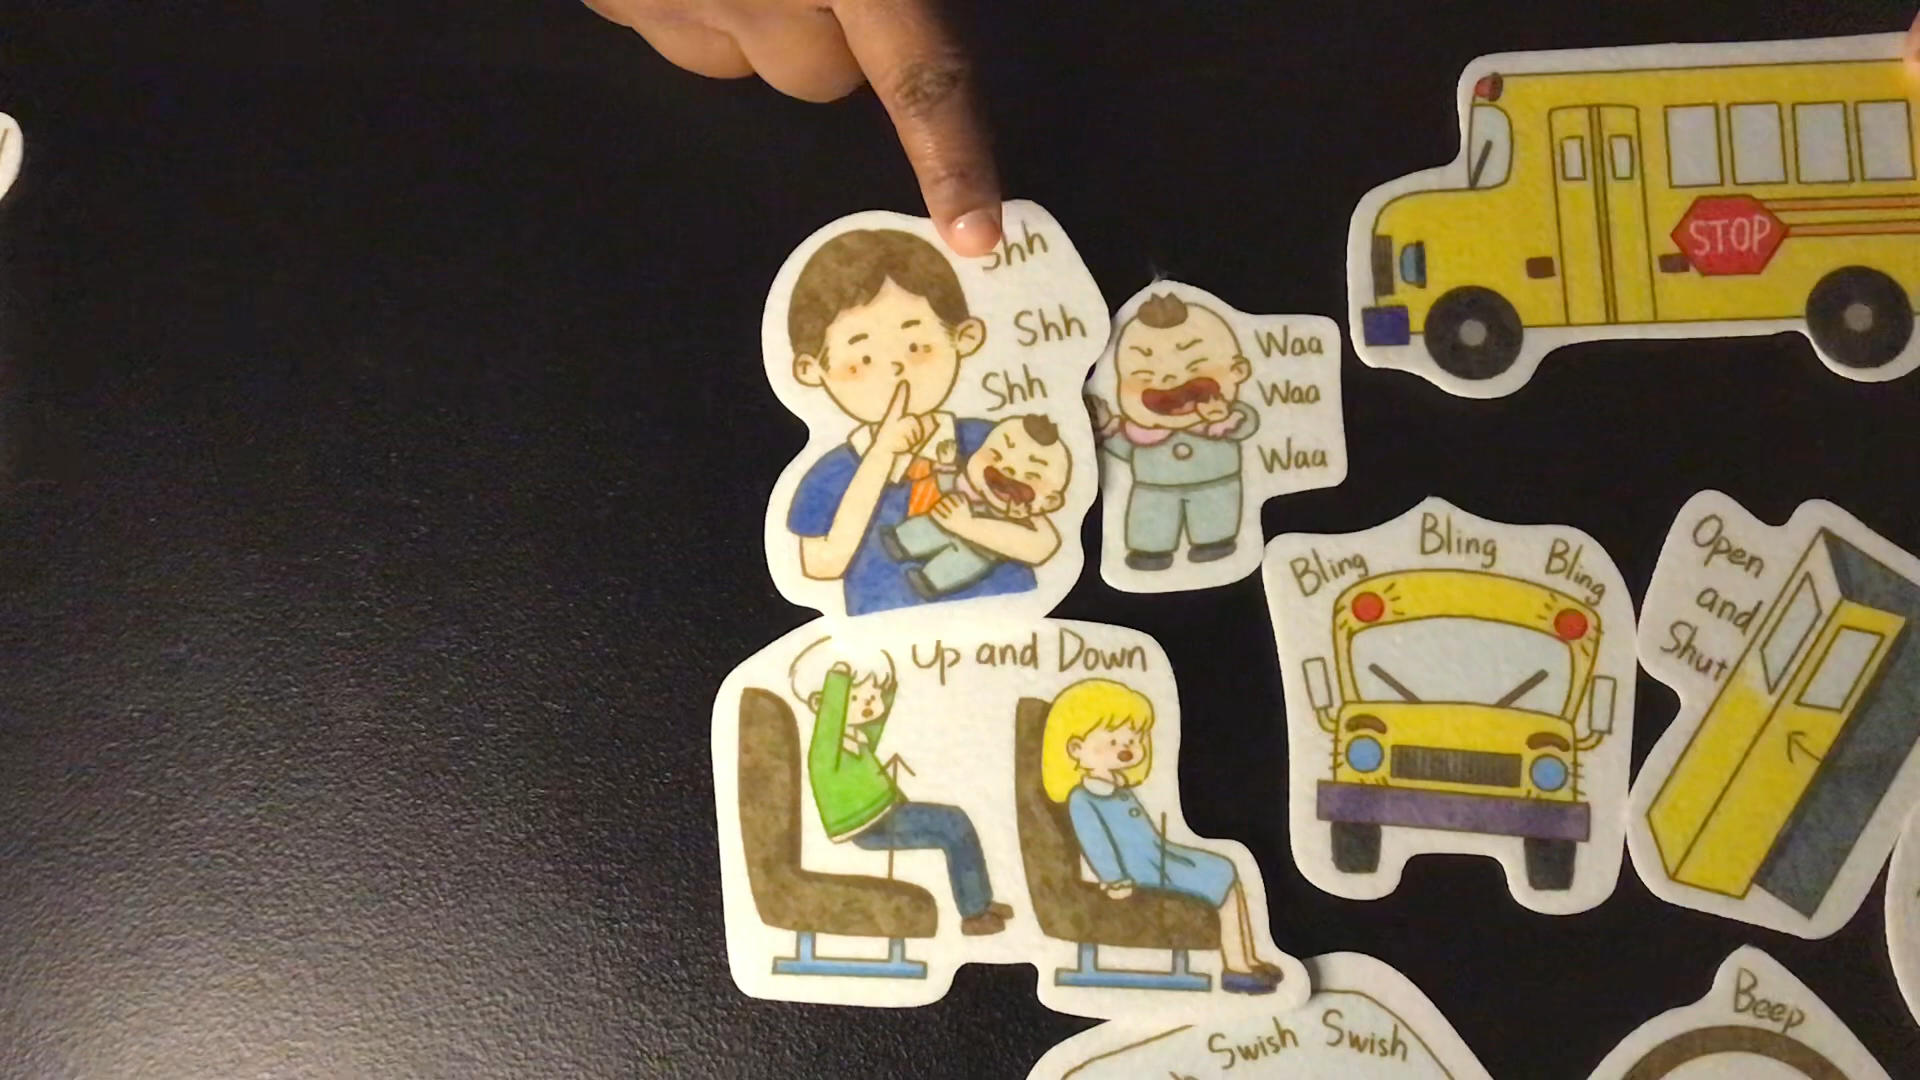 Shh
Shh
Shh
Waa
Waa
Waa
STOP
Bling Bling Bling
Open
and
Shut
Up and Down
Swish Swish
Beep